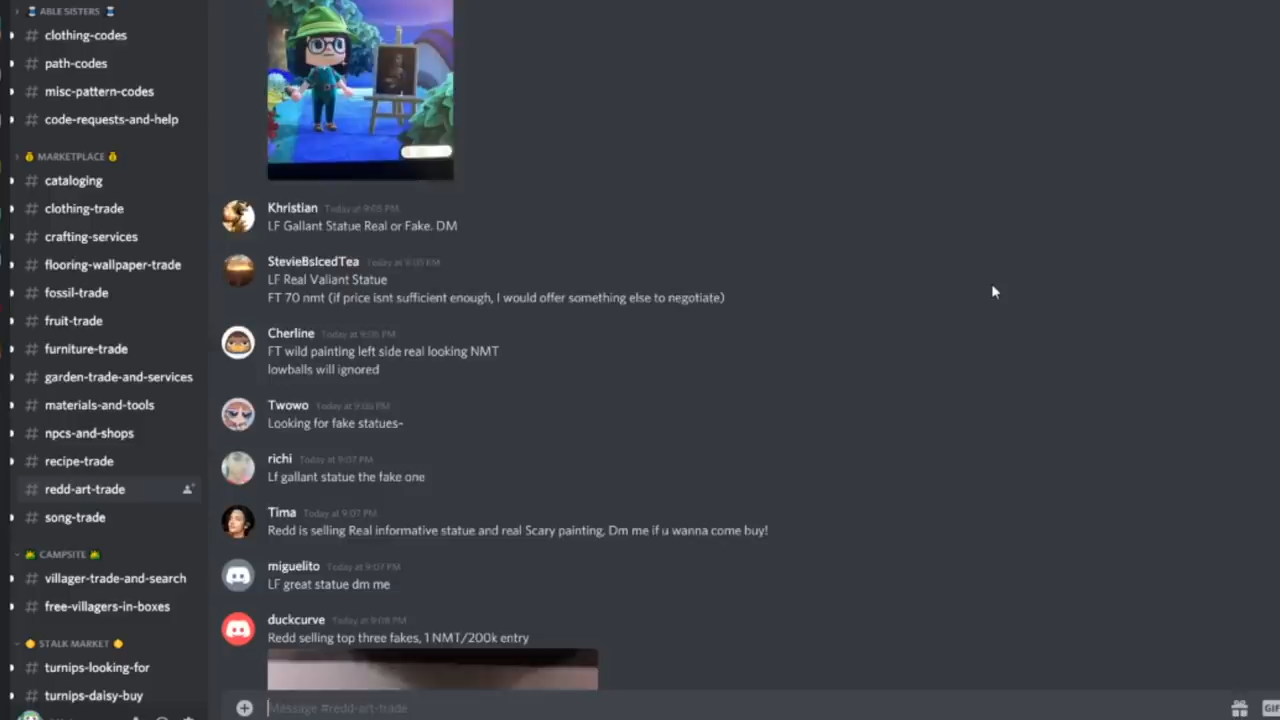 ABLE SISTERS
clothing-codes
path-codes
misc-pattern-codes
code-requests-and-help
MARKETPLACE
cataloging
clothing-trade
crafting-services
flooring-wallpaper-trade
fossil-trade
fruit-trade
furniture-trade
garden-trade-and-services
materials-and-tools
npcs-and-shops
recipe-trade
redd-art-trade
song-trade
CAMPSITE
villager-trade-and-search
free-villagers-in-boxes
STALK MARKET
turnips-looking-for
turnips-daisy-buy
Khristian Today at 9:05 PM
LF Gallant Statue Real or Fake. DM
StevieBsIcedTea Today at 9:05 PM
LF Real Valiant Statue
FT 70 nmt (if price isnt sufficient enough, I would offer something else to negotiate)
Cherline Today at 9:06 PM
FT wild painting left side real looking NMT
lowballs will ignored
Twowo Today at 9:06 PM
Looking for fake statues~
richi Today at 9:07 PM
Lf gallant statue the fake one
Tima Today at 9:07 PM
Redd is selling Real informative statue and real Scary painting, Dm me if u wanna come buy!
miguelito Today at 9:07 PM
LF great statue dm me
duckcurve Today at 9:08 PM
Redd selling top three fakes, 1 NMT/200k entry
Message #redd-art-trade
GIF